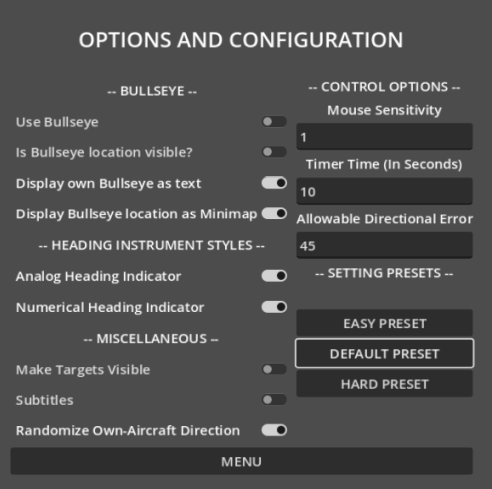 OPTIONS AND CONFIGURATION
-- BULLSEYE --
Use Bullseye
Is Bullseye location visible?
Display own Bullseye as text
Display Bullseye location as Minimap
-- HEADING INSTRUMENT STYLES --
Analog Heading Indicator
Numerical Heading Indicator
-- MISCELLANEOUS --
Make Targets Visible
Subtitles
Randomize Own-Aircraft Direction
-- CONTROL OPTIONS --
Mouse Sensitivity
1
Timer Time (In Seconds)
10
Allowable Directional Error
45
-- SETTING PRESETS --
EASY PRESET
DEFAULT PRESET
HARD PRESET
MENU